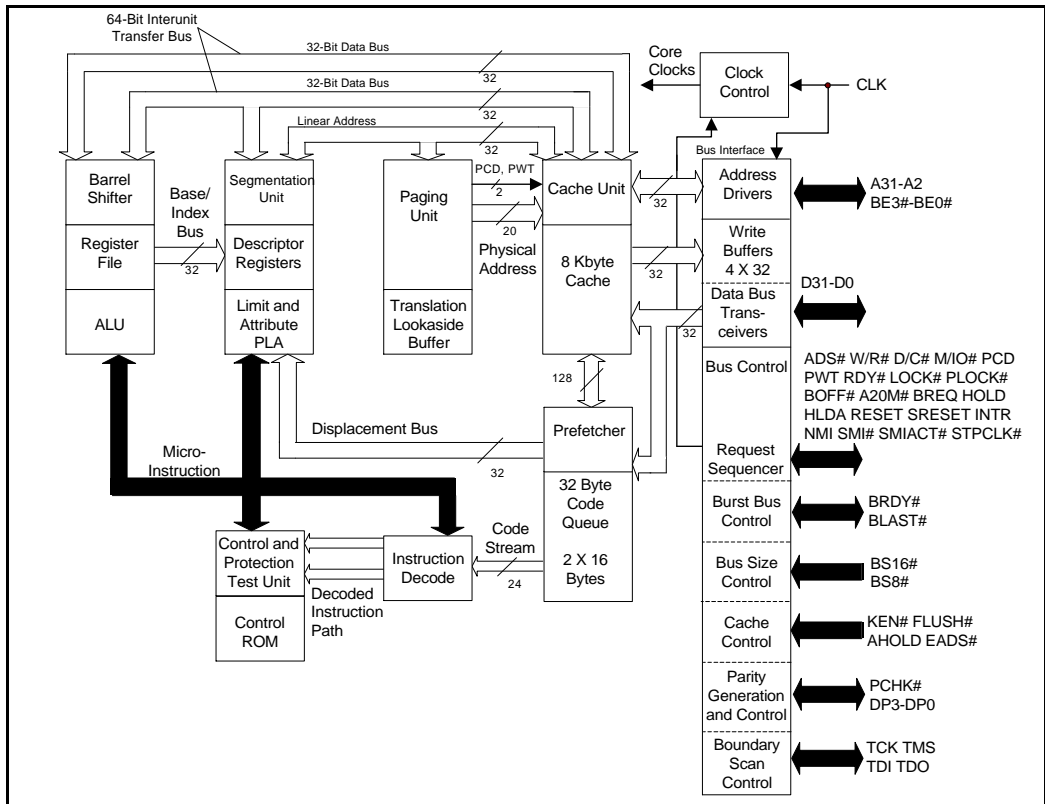 64-Bit Interunit
Transfer Bus
32-Bit Data Bus
32
32-Bit Data Bus
32
Linear Address
32
Core
Clocks
Clock
Control
CLK
Bus Interface
Barrel
Shifter
Base/
Index
Bus
32
Register
File
ALU
Segmentation
Unit
Descriptor
Registers
Limit and
Attribute
PLA
Paging
Unit
Translation
Lookaside
Buffer
PCD, PWT
2
20
Physical
Address
Cache Unit
8 Kbyte
Cache
32
32
32
128
Address
Drivers
A31-A2
BE3#-BE0#
Write
Buffers
4 X 32
Data Bus
Trans-
ceivers
D31-D0
Bus Control
ADS# W/R# D/C# M/IO# PCD
PWT RDY# LOCK# PLOCK#
BOFF# A20M# BREQ HOLD
HLDA RESET SRESET INTR
NMI SMI# SMIACT# STPCLK#
Request
Sequencer
Displacement Bus
32
Prefetcher
32 Byte
Code
Queue
2 X 16
Bytes
Micro-
Instruction
Control and
Protection
Test Unit
Control
ROM
Decoded
Instruction
Path
Instruction
Decode
Code
Stream
24
Burst Bus
Control
BRDY#
BLAST#
Bus Size
Control
BS16#
BS8#
Cache
Control
KEN# FLUSH#
AHOLD EADS#
Parity
Generation
and Control
PCHK#
DP3-DP0
Boundary
Scan
Control
TCK TMS
TDI TDO